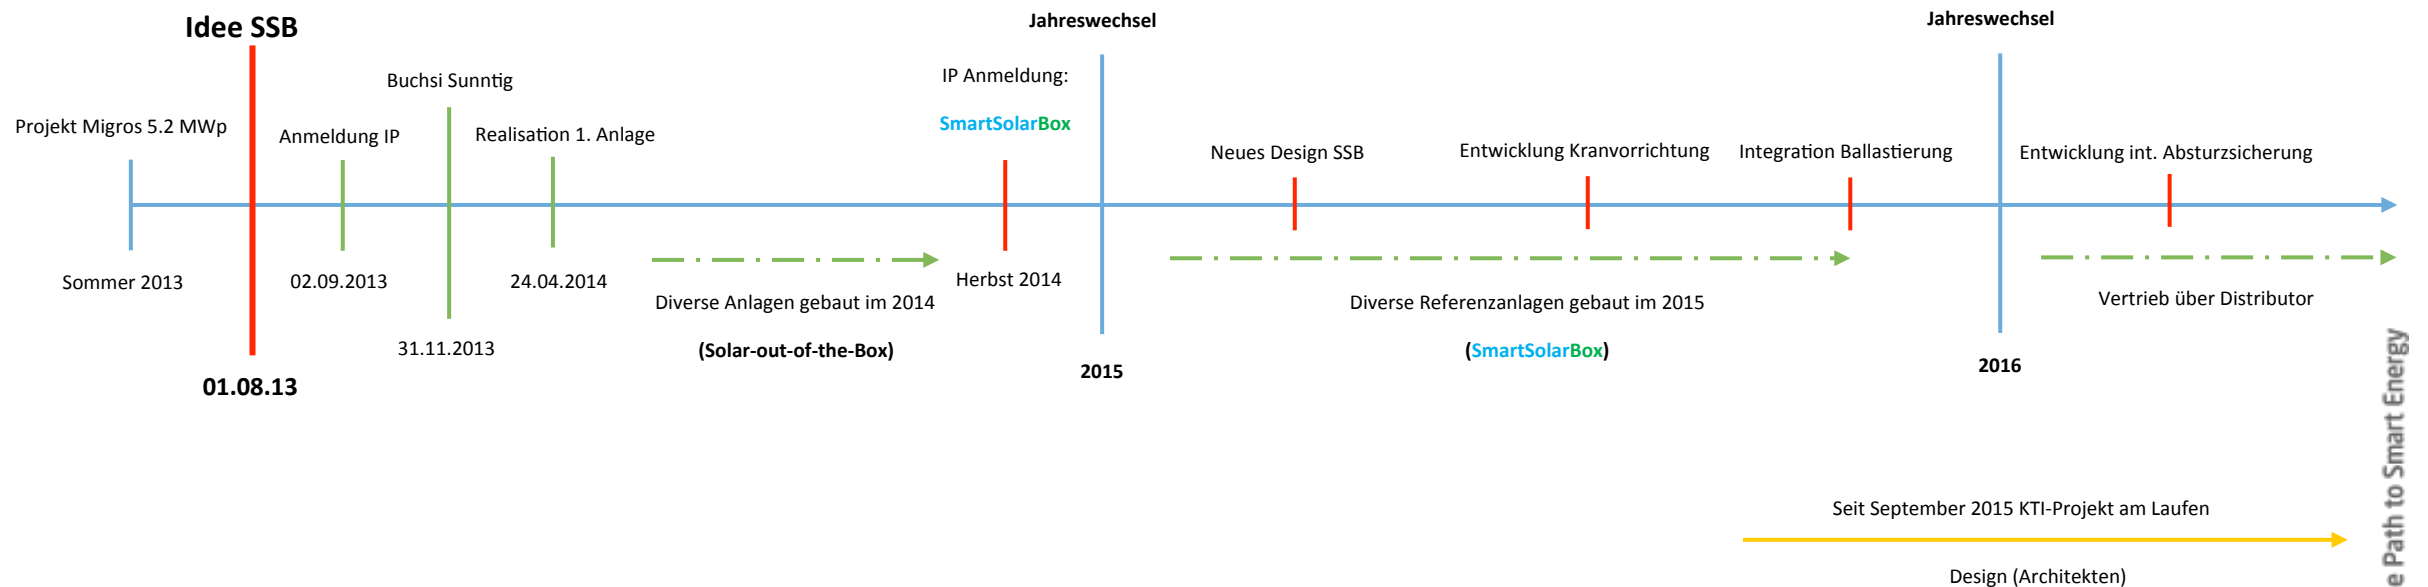 Idee SSB
Jahreswechsel
Jahreswechsel
Buchsi Sunntig
IP Anmeldung:
Projekt Migros 5.2 MWp
Anmeldung IP
Realisation 1. Anlage
SmartSolarBox
Neues Design SSB
Entwicklung Kranvorrichtung
Integration Ballastierung
Entwicklung int. Absturzsicherung
Sommer 2013
02.09.2013
24.04.2014
Herbst 2014
Diverse Anlagen gebaut im 2014
Diverse Referenzanlagen gebaut im 2015
Vertrieb über Distributor
31.11.2013
(Solar-out-of-the-Box)
(SmartSolarBox)
2015
2016
01.08.13
e Path to Smart Energy
Seit September 2015 KTI-Projekt am Laufen
Design (Architekten)